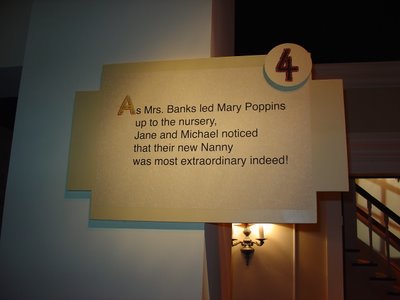 4
As Mrs. Banks led Mary Poppins
up to the nursery,
Jane and Michael noticed
that their new Nanny
was most extraordinary indeed!